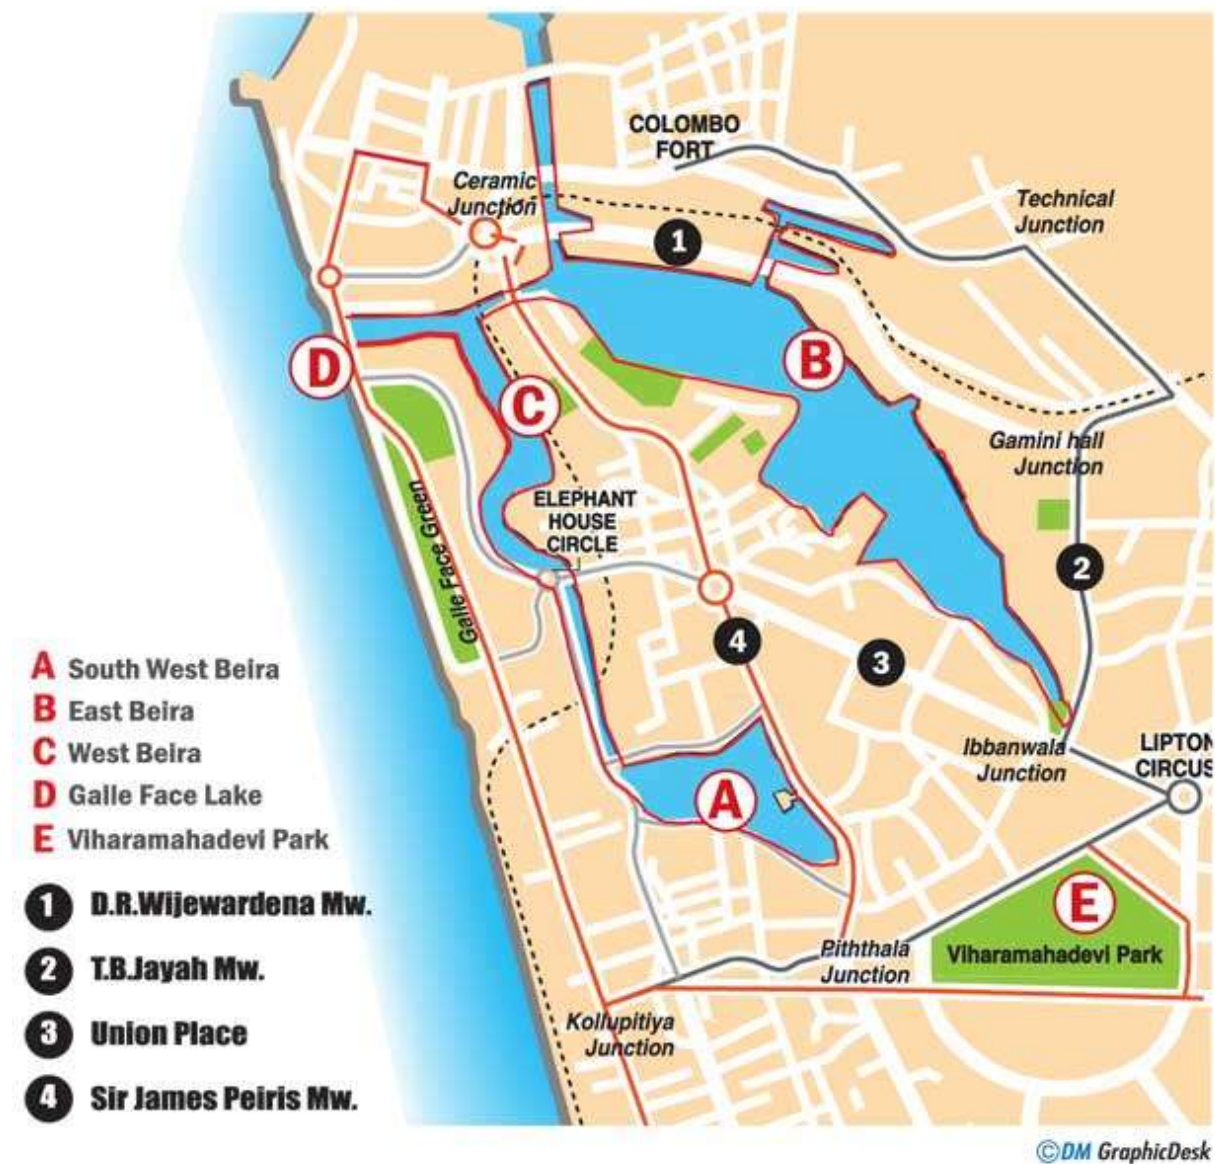 COLOMBO
FORT
Ceramic
Junction
Technical
Junction
1
D
B
C
Gamini hall
Junction
ELEPHANT
HOUSE
CIRCLE
Galle Face Green
2
4
3
A South West Beira
B East Beira
C West Beira
D Galle Face Lake
E Viharamahadevi Park
Ibbanwala
Junction
LIPTON
CIRCUS
A
E
Viharamahadevi Park
Piththala
Junction
Kollupitiya
Junction
1 D.R.Wijewardena Mw.
2 T.B.Jayah Mw.
3 Union Place
4 Sir James Peiris Mw.
©DM GraphicDesk